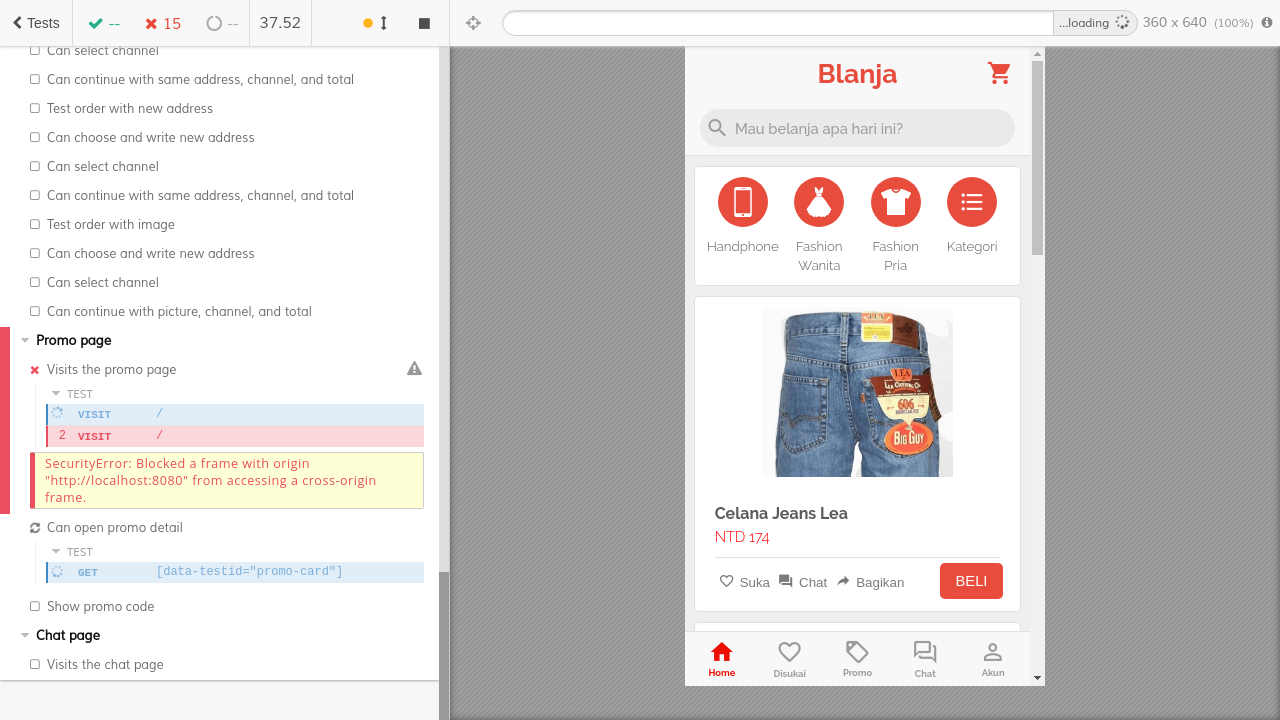 Tests
--
15
--
37.52
...loading
360 x 640 (100%)
Can select channel
Can continue with same address, channel, and total
Test order with new address
Can choose and write new address
Can select channel
Can continue with same address, channel, and total
Test order with image
Can choose and write new address
Can select channel
Can continue with picture, channel, and total
Promo page
Visits the promo page
TEST
VISIT /
2 VISIT /
SecurityError: Blocked a frame with origin
"http://localhost:8080" from accessing a cross-origin
frame.
Can open promo detail
TEST
GET [data-testid="promo-card"]
Show promo code
Chat page
Visits the chat page
Blanja
Mau belanja apa hari ini?
Handphone
Fashion
Wanita
Fashion
Pria
Kategori
LEA
LEA
606
BIG GUY
Celana Jeans Lea
NTD 174
Suka
Chat
Bagikan
BELI
Home
Disukai
Promo
Chat
Akun